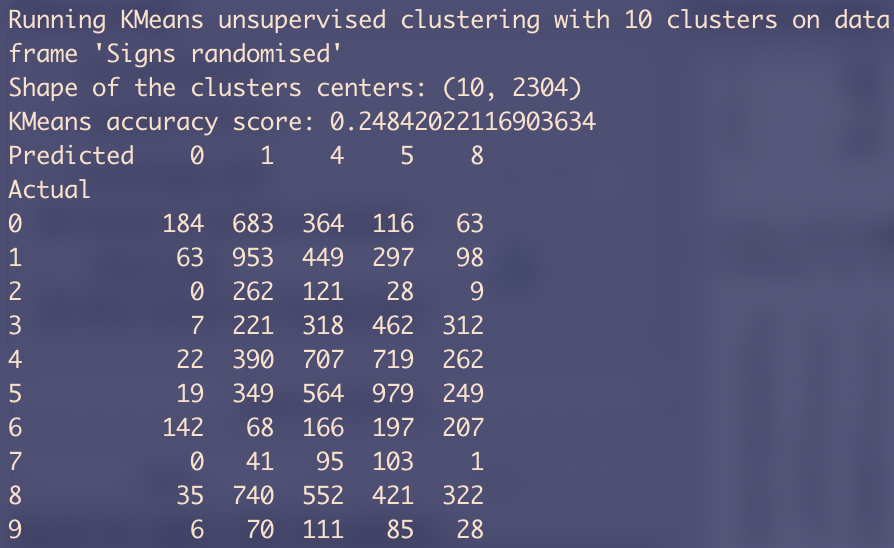 Running KMeans unsupervised clustering with 10 clusters on data
frame 'Signs randomised'
Shape of the clusters centers: (10, 2304)
KMeans accuracy score: 0.24842022116903634
Predicted 0 1 4 5 8
Actual
0 184 683 364 116 63
1 63 953 449 297 98
2 0 262 121 28 9
3 7 221 318 462 312
4 22 390 707 719 262
5 19 349 564 979 249
6 142 68 166 197 207
7 0 41 95 103 1
8 35 740 552 421 322
9 6 70 111 85 28